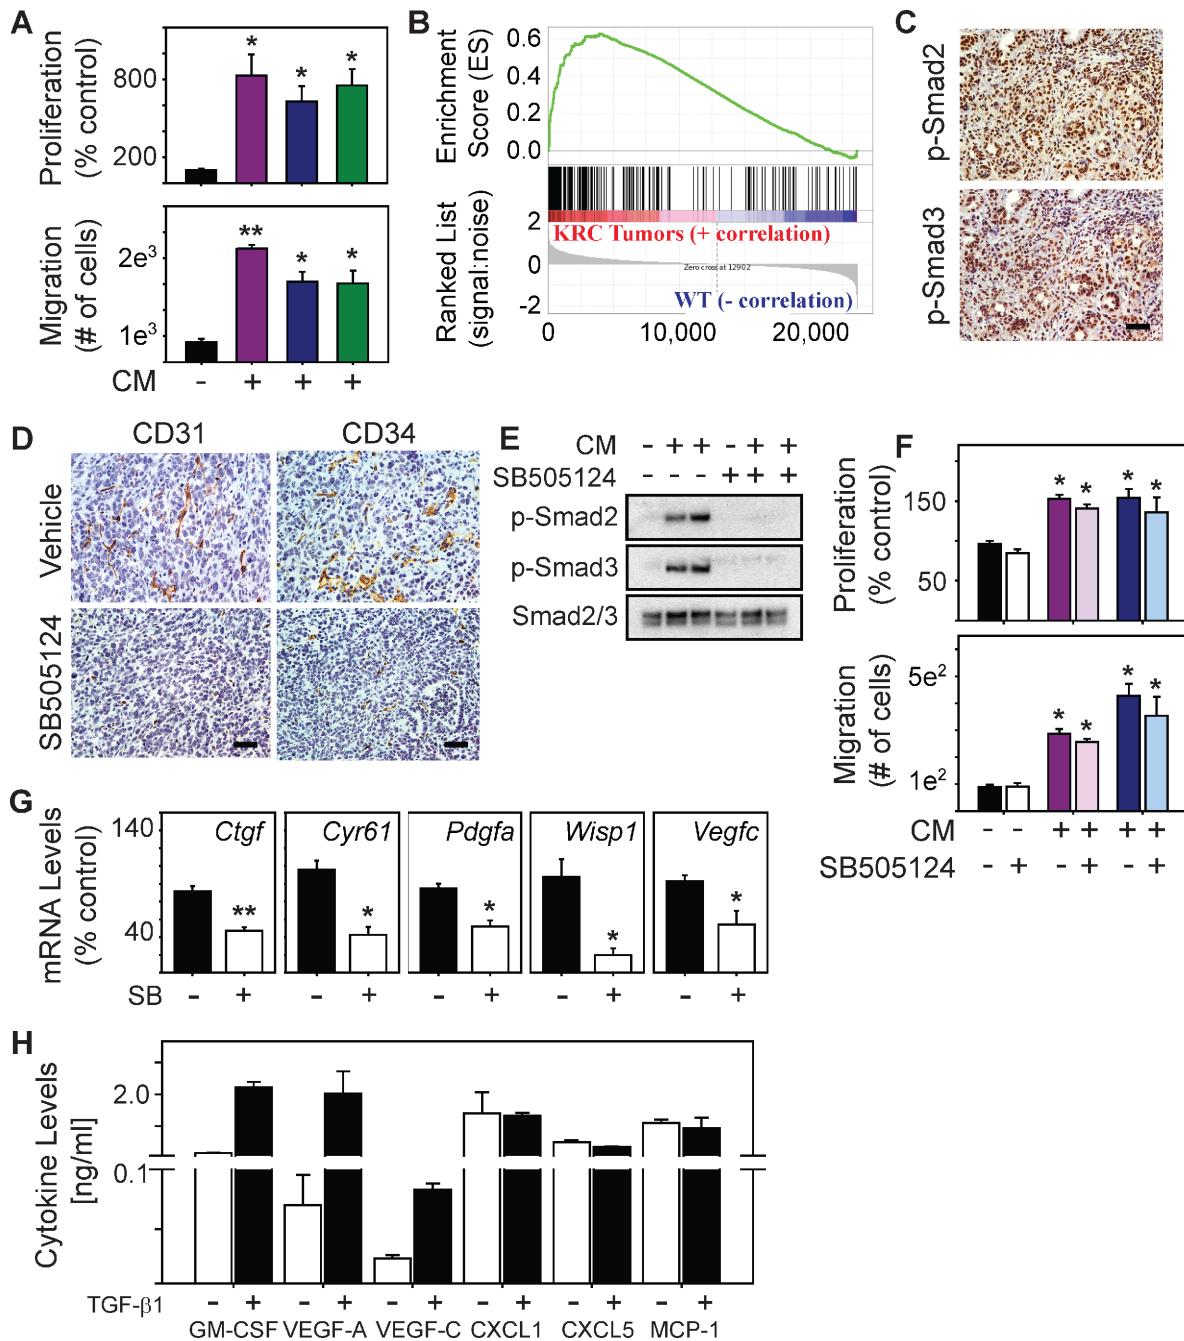 A
Proliferation
(% control)
800
200
*
*
*
Migration
(# of cells)
2e³
1e³
**
*
*
CM
- + + +
B
Enrichment
Score (ES)
0.6
0.4
0.2
0.0
Ranked List
(signal:noise)
2
0
-2
KRC Tumors (+ correlation)
Zero cross at 12902
WT (- correlation)
0 10,000 20,000
C
p-Smad2
p-Smad3
D
CD31 CD34
Vehicle
SB505124
E
CM - + + - + +
SB505124 - - - + + +
p-Smad2
p-Smad3
Smad2/3
F
Proliferation
(% control)
150
50
* * * *
Migration
(# of cells)
5e²
1e²
* * * *
CM - - + + + +
SB505124 - + - + - +
G
mRNA Levels
(% control)
140
40
Ctgf Cyr61 Pdgfa Wisp1 Vegfc
** * * * *
SB - + - + - + - + - +
H
Cytokine Levels
[ng/ml]
2.0
0.1
TGF-β1 - + - + - + - + - + - +
GM-CSF VEGF-A VEGF-C CXCL1 CXCL5 MCP-1